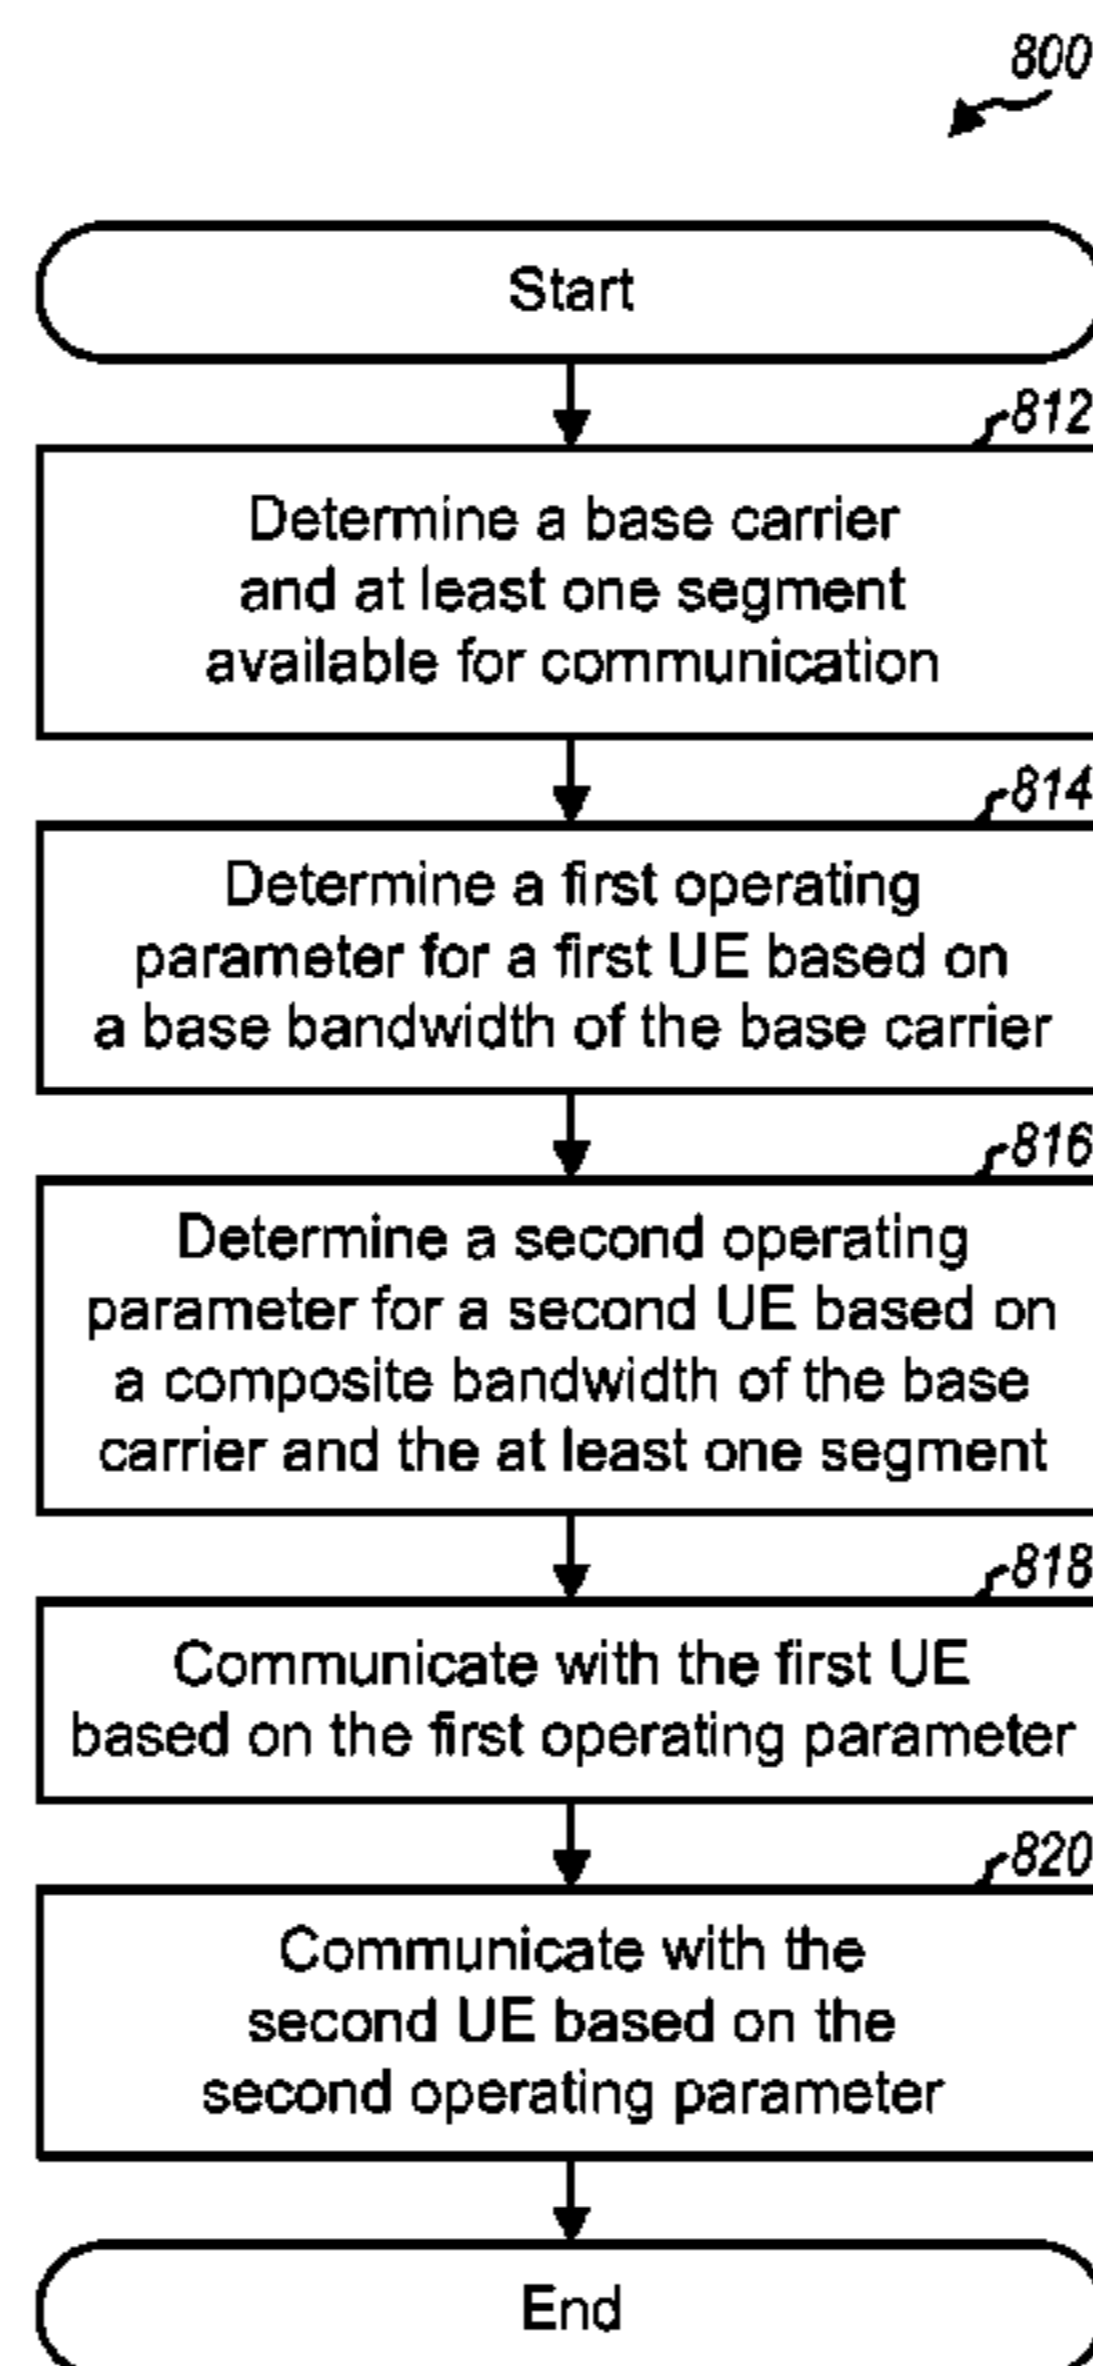 800
Start
812
Determine a base carrier
and at least one segment
available for communication
814
Determine a first operating
parameter for a first UE based on
a base bandwidth of the base carrier
816
Determine a second operating
parameter for a second UE based on
a composite bandwidth of the base
carrier and the at least one segment
818
Communicate with the first UE
based on the first operating parameter
820
Communicate with the
second UE based on the
second operating parameter
End